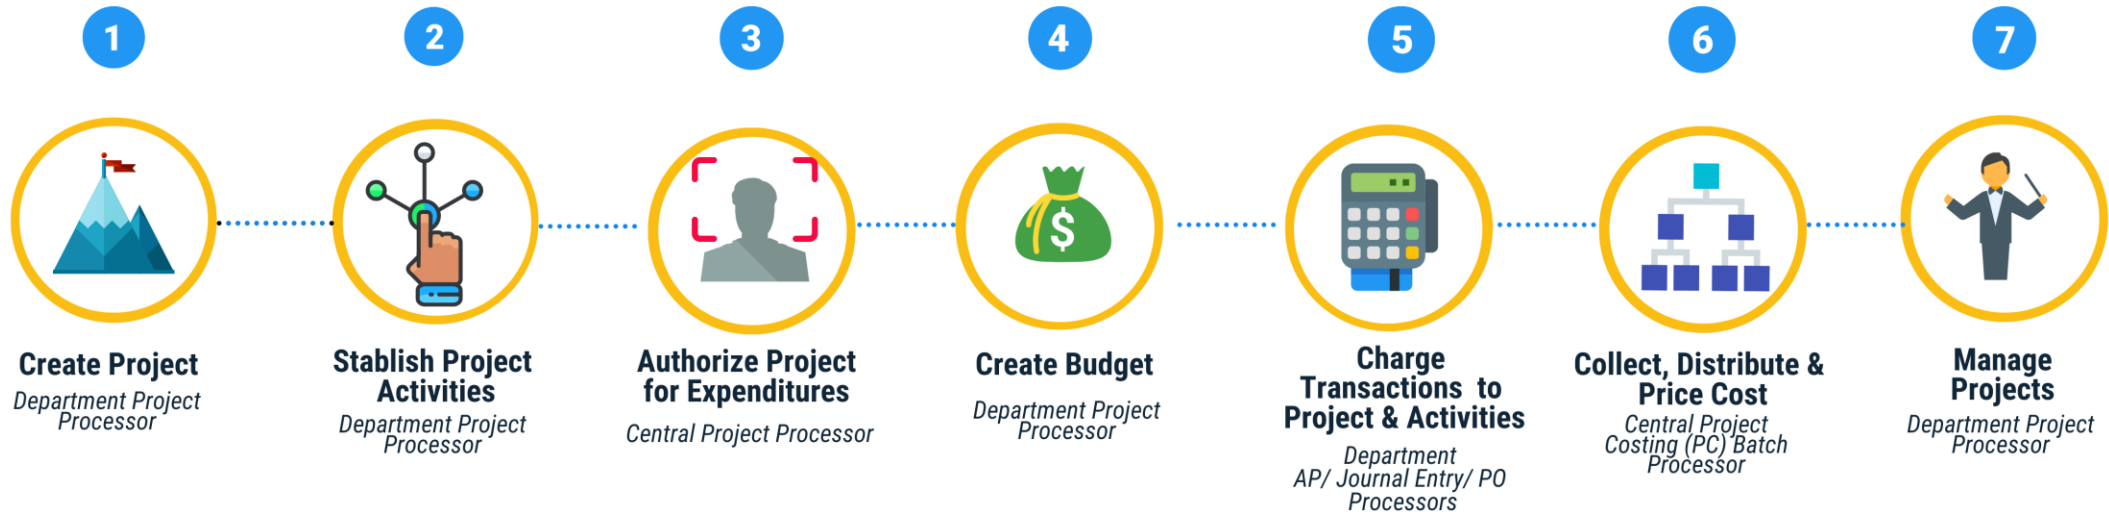 1
2
3
4
5
6
7
Create Project
Department Project
Processor
Stablish Project
Activities
Department Project
Processor
Authorize Project
for Expenditures
Central Project Processor
Create Budget
Department Project
Processor
$
Charge
Transactions to
Project & Activities
Department
AP/ Journal Entry/ PO
Processors
Collect, Distribute &
Price Cost
Central Project
Costing (PC) Batch
Processor
Manage
Projects
Department Project
Processor